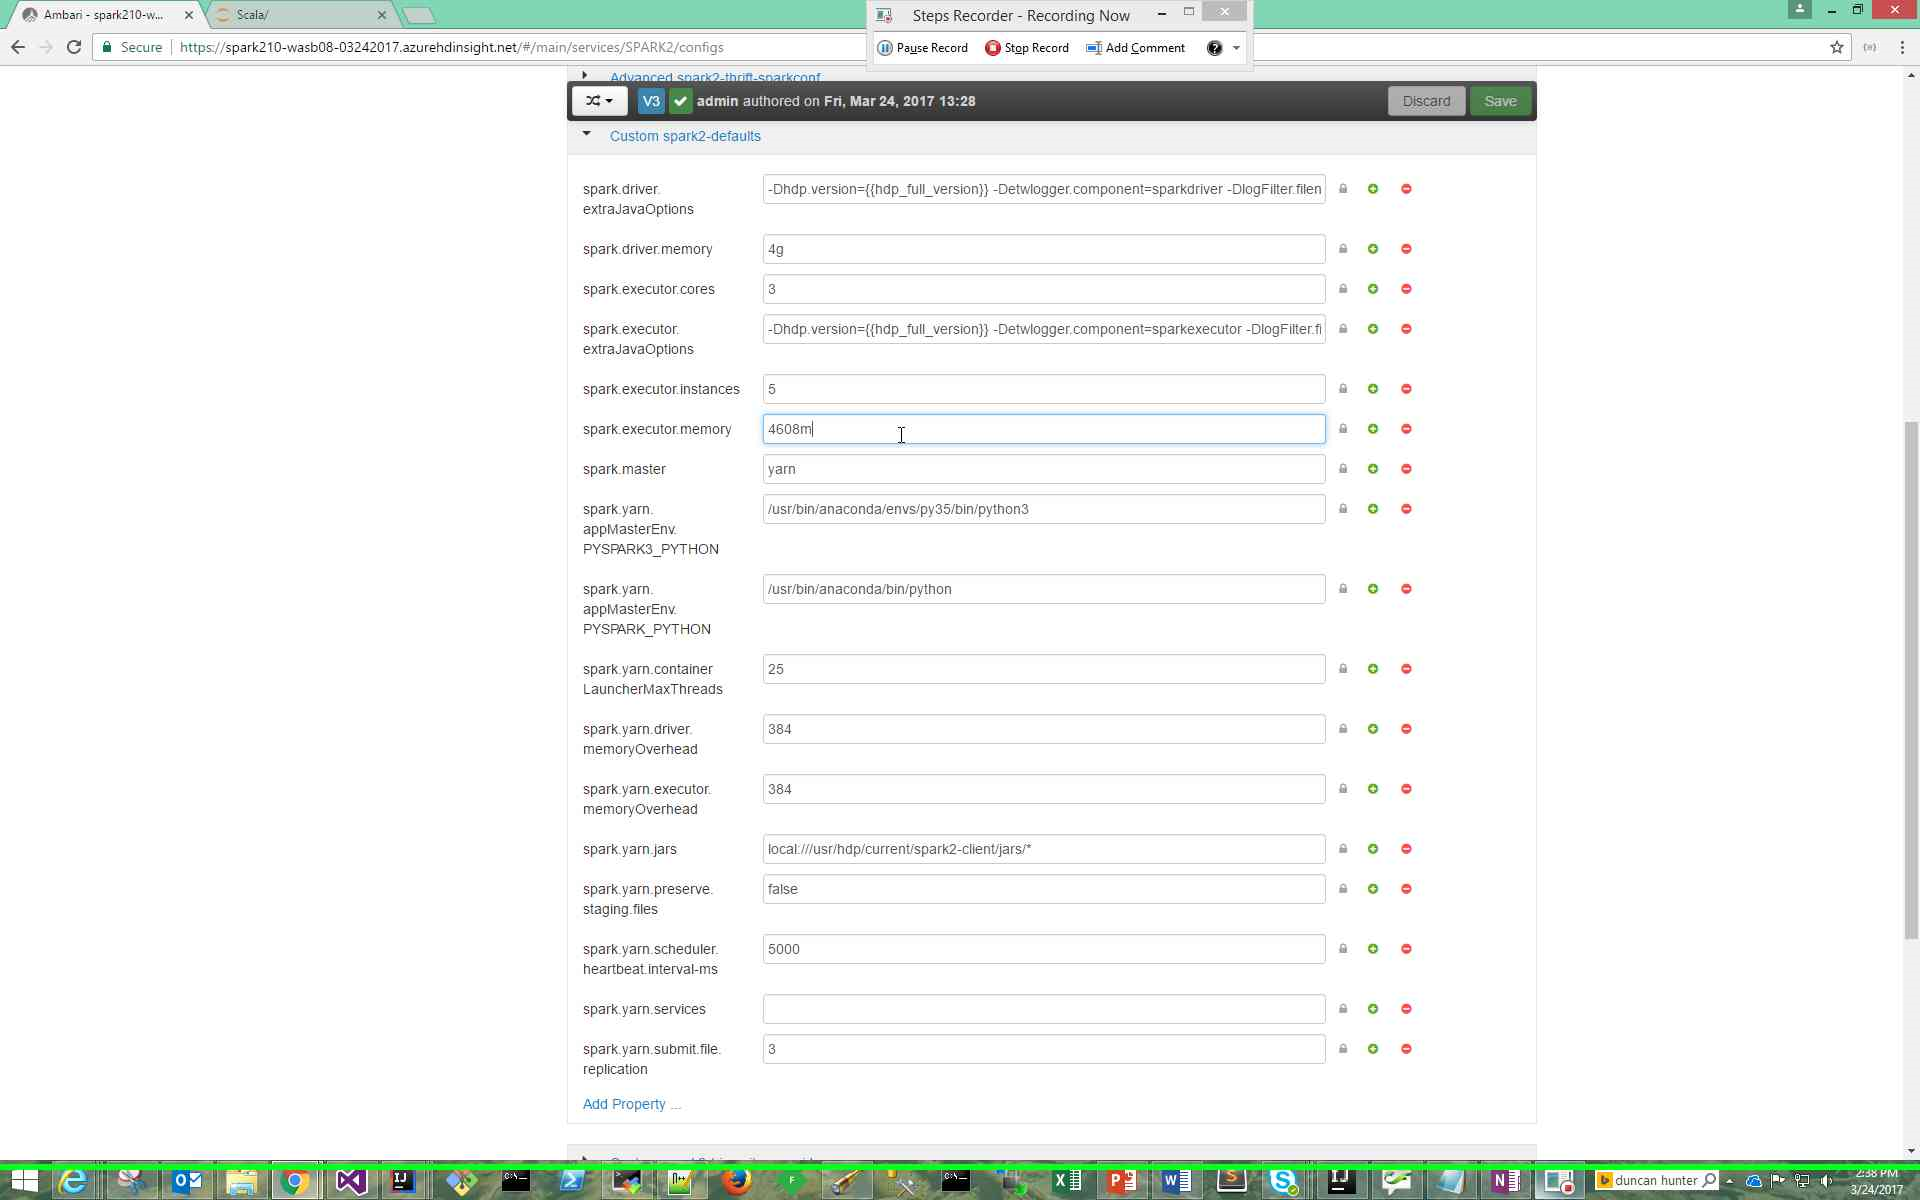 Ambari - spark210-w...
Scala/
Steps Recorder - Recording Now
Secure
https://spark210-wasb08-03242017.azurehdinsight.net/#/main/services/SPARK2/configs
Pause Record
Stop Record
Add Comment
Advanced spark2-thrift-sparkconf
V3
admin authored on Fri, Mar 24, 2017 13:28
Discard
Save
Custom spark2-defaults
spark.driver.
extraJavaOptions
-Dhdp.version={{hdp_full_version}} -Detwlogger.component=sparkdriver -DlogFilter.filen
spark.driver.memory
4g
spark.executor.cores
3
spark.executor.
extraJavaOptions
-Dhdp.version={{hdp_full_version}} -Detwlogger.component=sparkexecutor -DlogFilter.fi
spark.executor.instances
5
spark.executor.memory
4608m
spark.master
yarn
spark.yarn.
appMasterEnv.
PYSPARK3_PYTHON
/usr/bin/anaconda/envs/py35/bin/python3
spark.yarn.
appMasterEnv.
PYSPARK_PYTHON
/usr/bin/anaconda/bin/python
spark.yarn.container
LauncherMaxThreads
25
spark.yarn.driver.
memoryOverhead
384
spark.yarn.executor.
memoryOverhead
384
spark.yarn.jars
local:///usr/hdp/current/spark2-client/jars/*
spark.yarn.preserve.
staging.files
false
spark.yarn.scheduler.
heartbeat.interval-ms
5000
spark.yarn.services
spark.yarn.submit.file.
replication
3
Add Property ...
duncan hunter
2:38 PM
3/24/2017